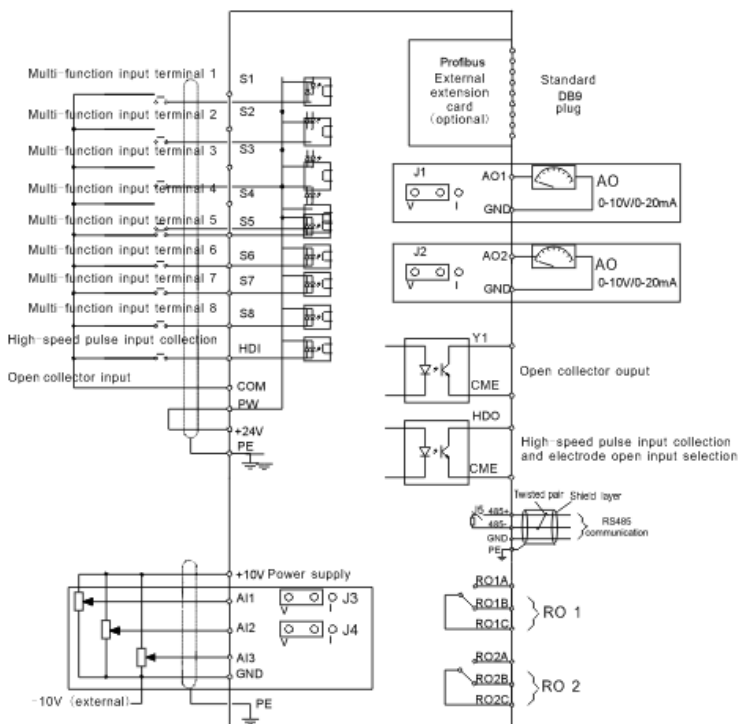 Multi-function input terminal 1
S1
Multi-function input terminal 2
S2
Multi-function input terminal 3
S3
Multi-function input terminal 4
S4
Multi-function input terminal 5
S5
Multi-function input terminal 6
S6
Multi-function input terminal 7
S7
Multi-function input terminal 8
S8
High-speed pulse input collection
HDI
Open collector input
COM
PW
+24V
PE
+10V Power supply
AI1
V
I
J3
AI2
V
I
J4
AI3
GND
-10V (external)
PE
Profibus
External
extension
card
(optional)
Standard
DB9
plug
J1
V
I
AO1
GND
AO
0-10V/0-20mA
J2
V
I
AO2
GND
AO
0-10V/0-20mA
Y1
CME
Open collector ouput
HDO
CME
High-speed pulse input collection
and electrode open input selection
Twisted pair
Shield layer
J5
485+
485-
GND
PE
RS485
communication
RO1A
RO1B
RO1C
RO 1
RO2A
RO2B
RO2C
RO 2